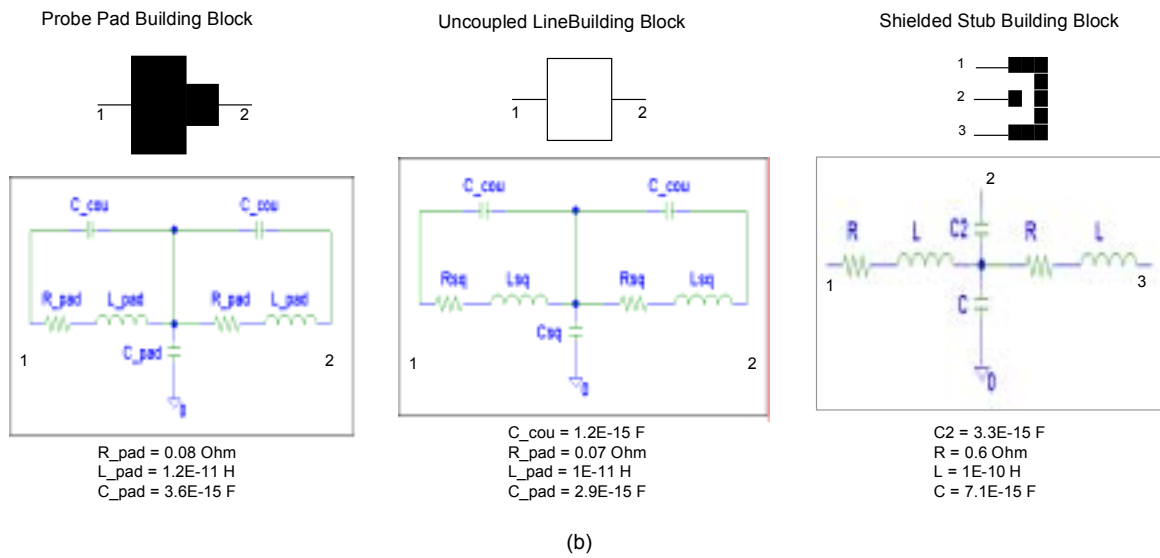 Probe Pad Building Block
Uncoupled LineBuilding Block
Shielded Stub Building Block
1
2
1
2
1
2
3
C_cou
C_cou
R_pad
L_pad
R_pad
L_pad
C_pad
1
2
0
C_cou
C_cou
Rsq
Lsq
Rsq
Lsq
Csq
1
2
0
2
R
L
C2
R
L
1
3
C
0
R_pad = 0.08 Ohm
L_pad = 1.2E-11 H
C_pad = 3.6E-15 F
C_cou = 1.2E-15 F
R_pad = 0.07 Ohm
L_pad = 1E-11 H
C_pad = 2.9E-15 F
C2 = 3.3E-15 F
R = 0.6 Ohm
L = 1E-10 H
C = 7.1E-15 F
(b)